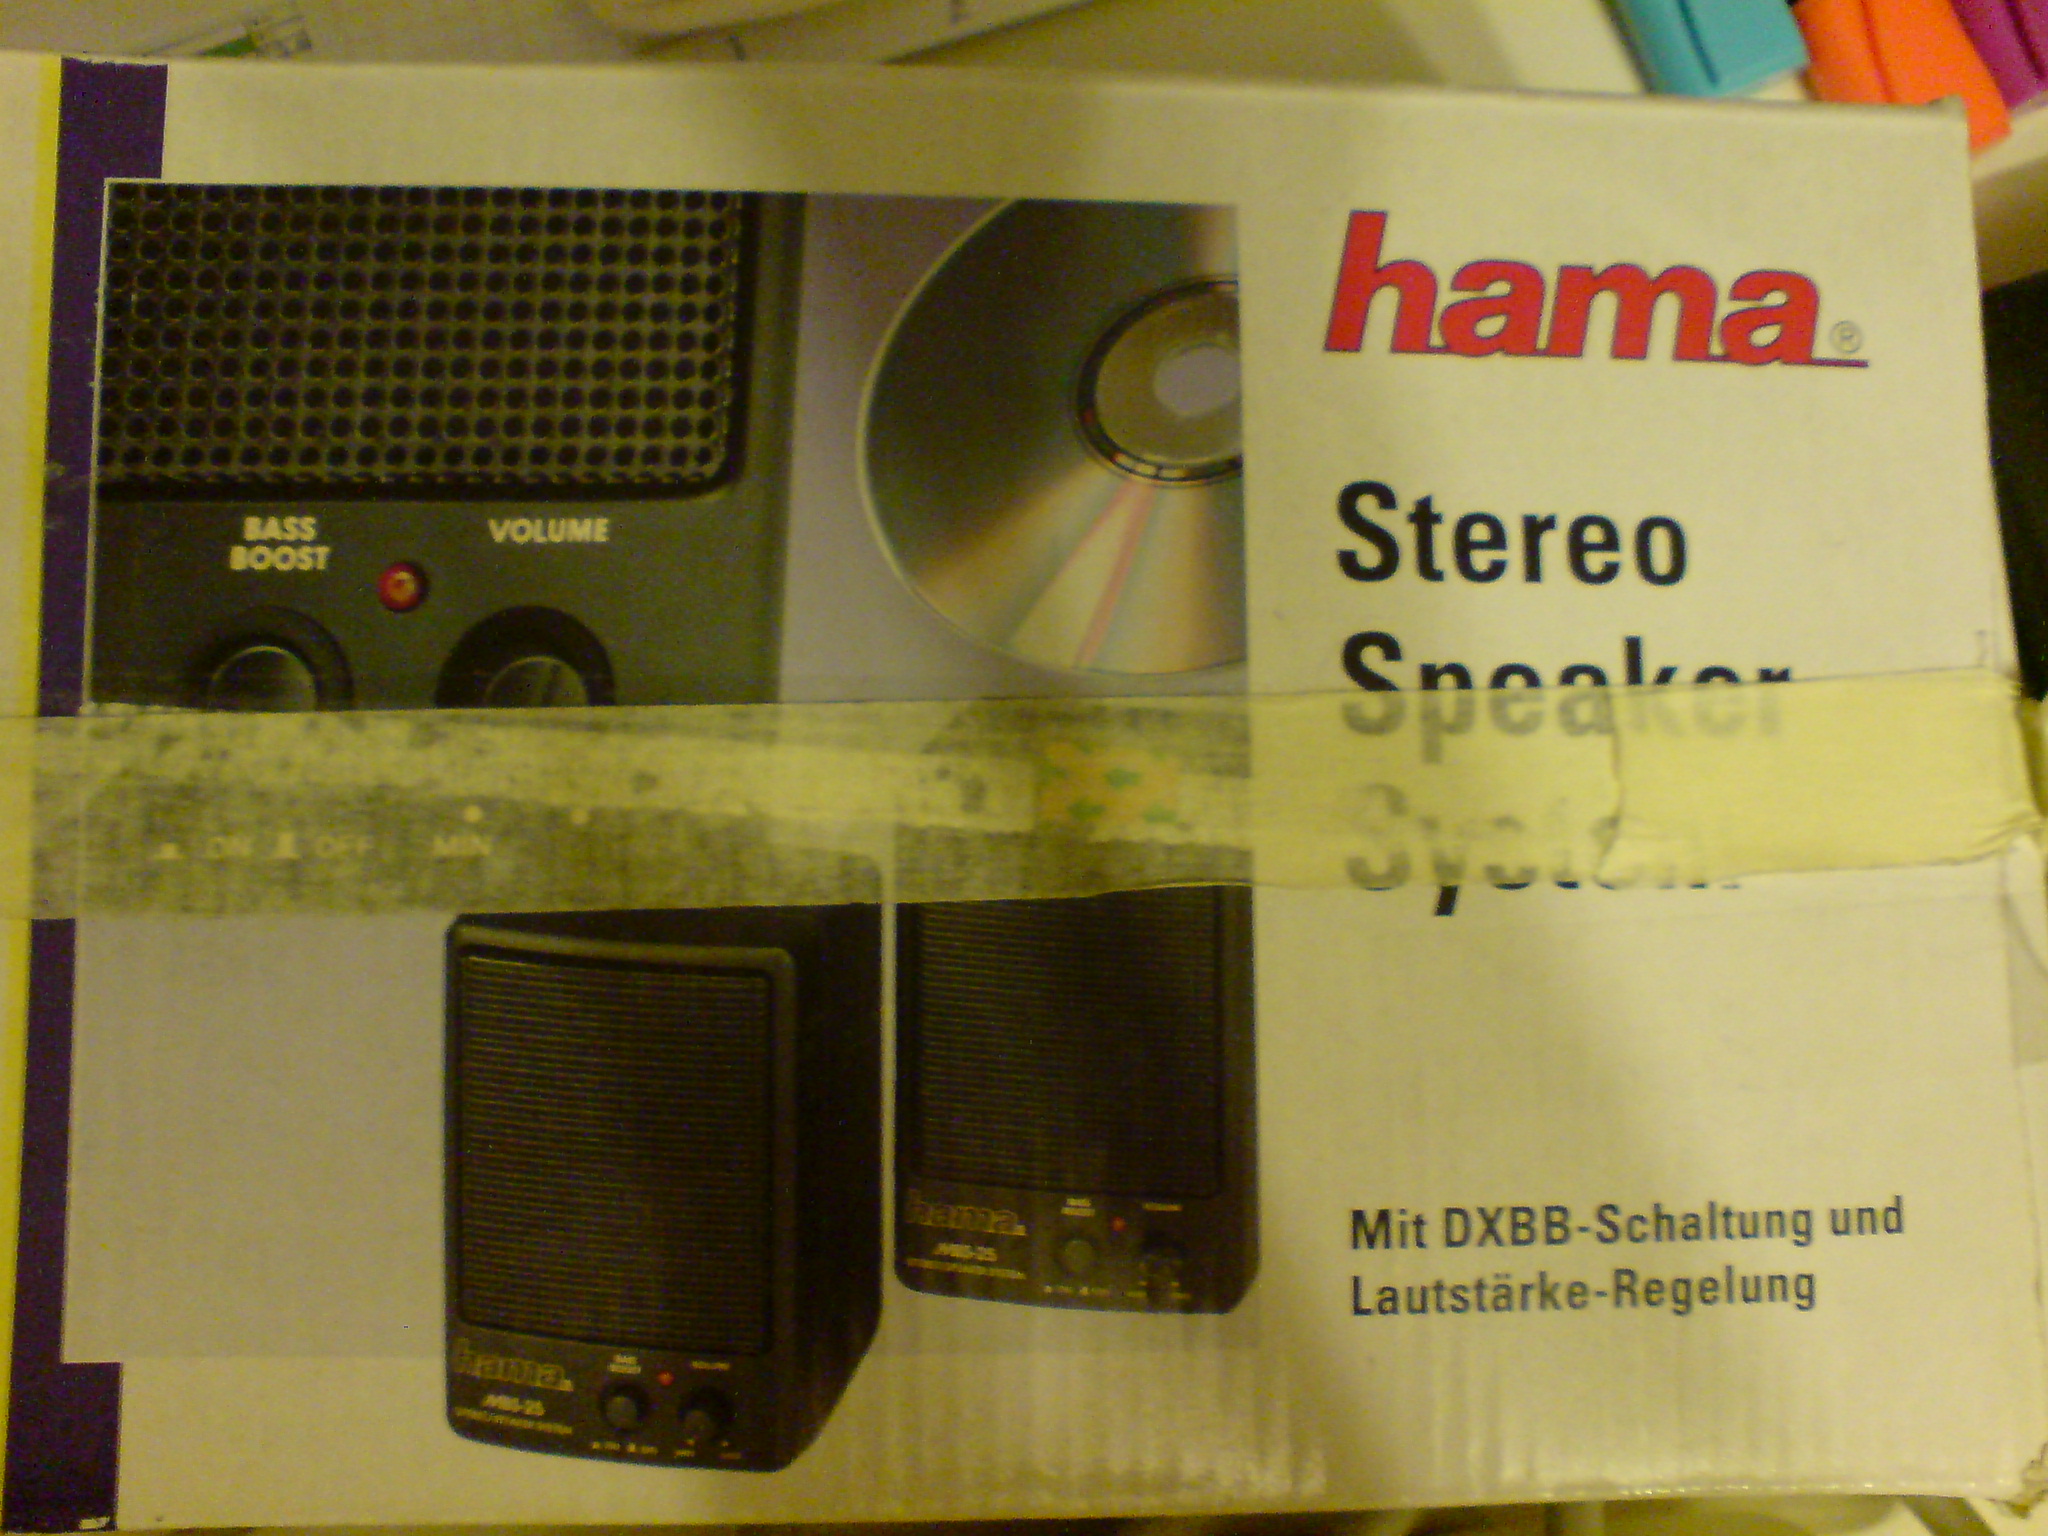 BASS
BOOST
VOLUME
ON OFF MIN
hama®
Stereo
Speaker
System
hama
hama
Mit DXBB-Schaltung und
Lautstärke-Regelung